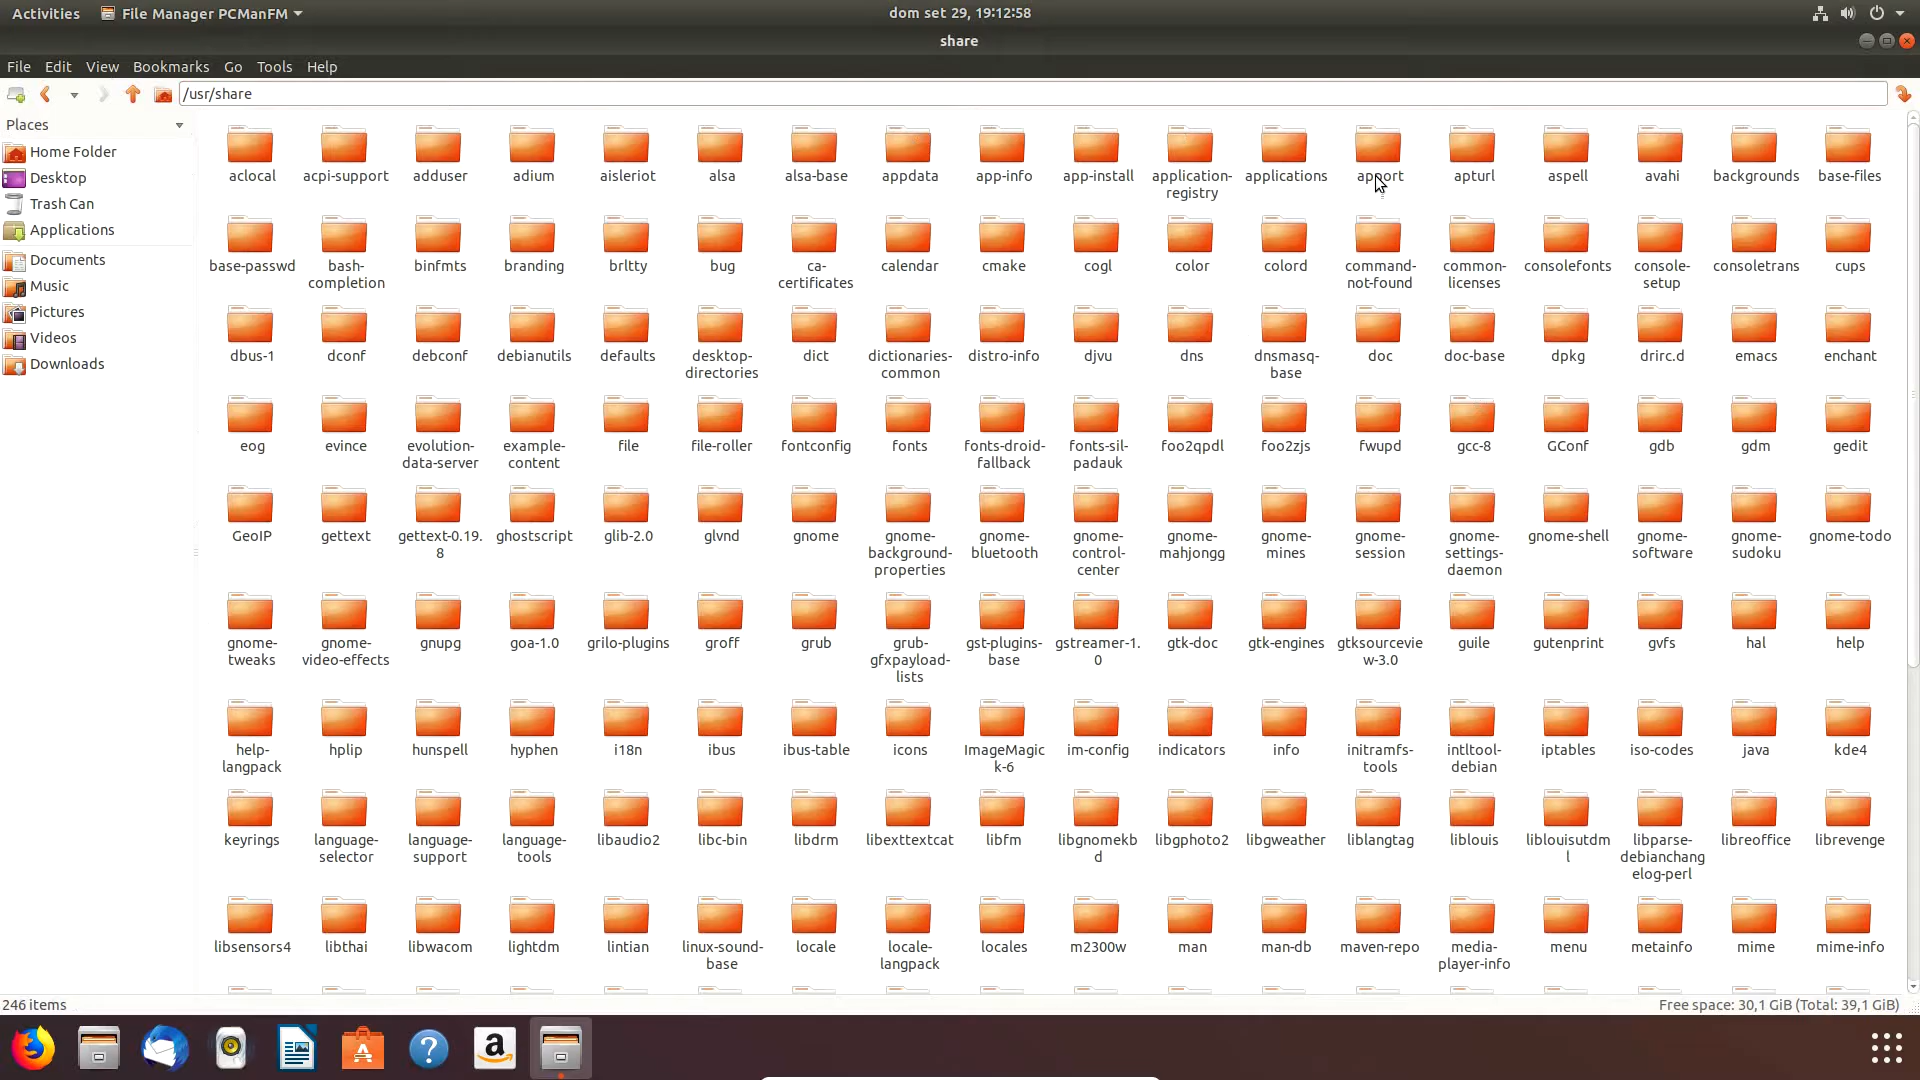 Activities File Manager PCManFM dom set 29, 19:12:58
share
File Edit View Bookmarks Go Tools Help
/usr/share
Places
Home Folder
Desktop
Trash Can
Applications
Documents
Music
Pictures
Videos
Downloads
aclocal acpi-support adduser adium aisleriot alsa alsa-base appdata app-info app-install application- applications apport apturl aspell avahi backgrounds base-files
registry
base-passwd bash- binfmts branding brltty bug ca- calendar cmake cogl color colord command- common- consolefonts console- consoletrans cups
completion certificates not-found licenses setup
dbus-1 dconf debconf debianutils defaults desktop- dict dictionaries- distro-info djvu dns dnsmasq- doc doc-base dpkg drirc.d emacs enchant
directories common base
eog evince evolution- example- file file-roller fontconfig fonts fonts-droid- fonts-sil- foo2qpdl foo2zjs fwupd gcc-8 GConf gdb gdm gedit
data-server content fallback padauk
GeoIP gettext gettext-0.19. ghostscript glib-2.0 glvnd gnome gnome- gnome- gnome- gnome- gnome- gnome- gnome- gnome-shell gnome- gnome- gnome-todo
8 background- bluetooth control- mahjongg mines session settings- software sudoku
properties center daemon
gnome- gnome- gnupg goa-1.0 grilo-plugins groff grub grub- gst-plugins- gstreamer-1. gtk-doc gtk-engines gtksourcevie guile gutenprint gvfs hal help
tweaks video-effects gfxpayload- base 0 w-3.0
lists
help- hplip hunspell hyphen i18n ibus ibus-table icons ImageMagic im-config indicators info initramfs- intltool- iptables iso-codes java kde4
langpack k-6 tools debian
keyrings language- language- language- libaudio2 libc-bin libdrm libexttextcat libfm libgnomekb libgphoto2 libgweather liblangtag liblouis liblouisutdm libparse- libreoffice librevenge
selector support tools d l debianchang
elog-perl
libsensors4 libthai libwacom lightdm lintian linux-sound- locale locale- locales m2300w man man-db maven-repo media- menu metainfo mime mime-info
base langpack player-info
246 items Free space: 30,1 GiB (Total: 39,1 GiB)